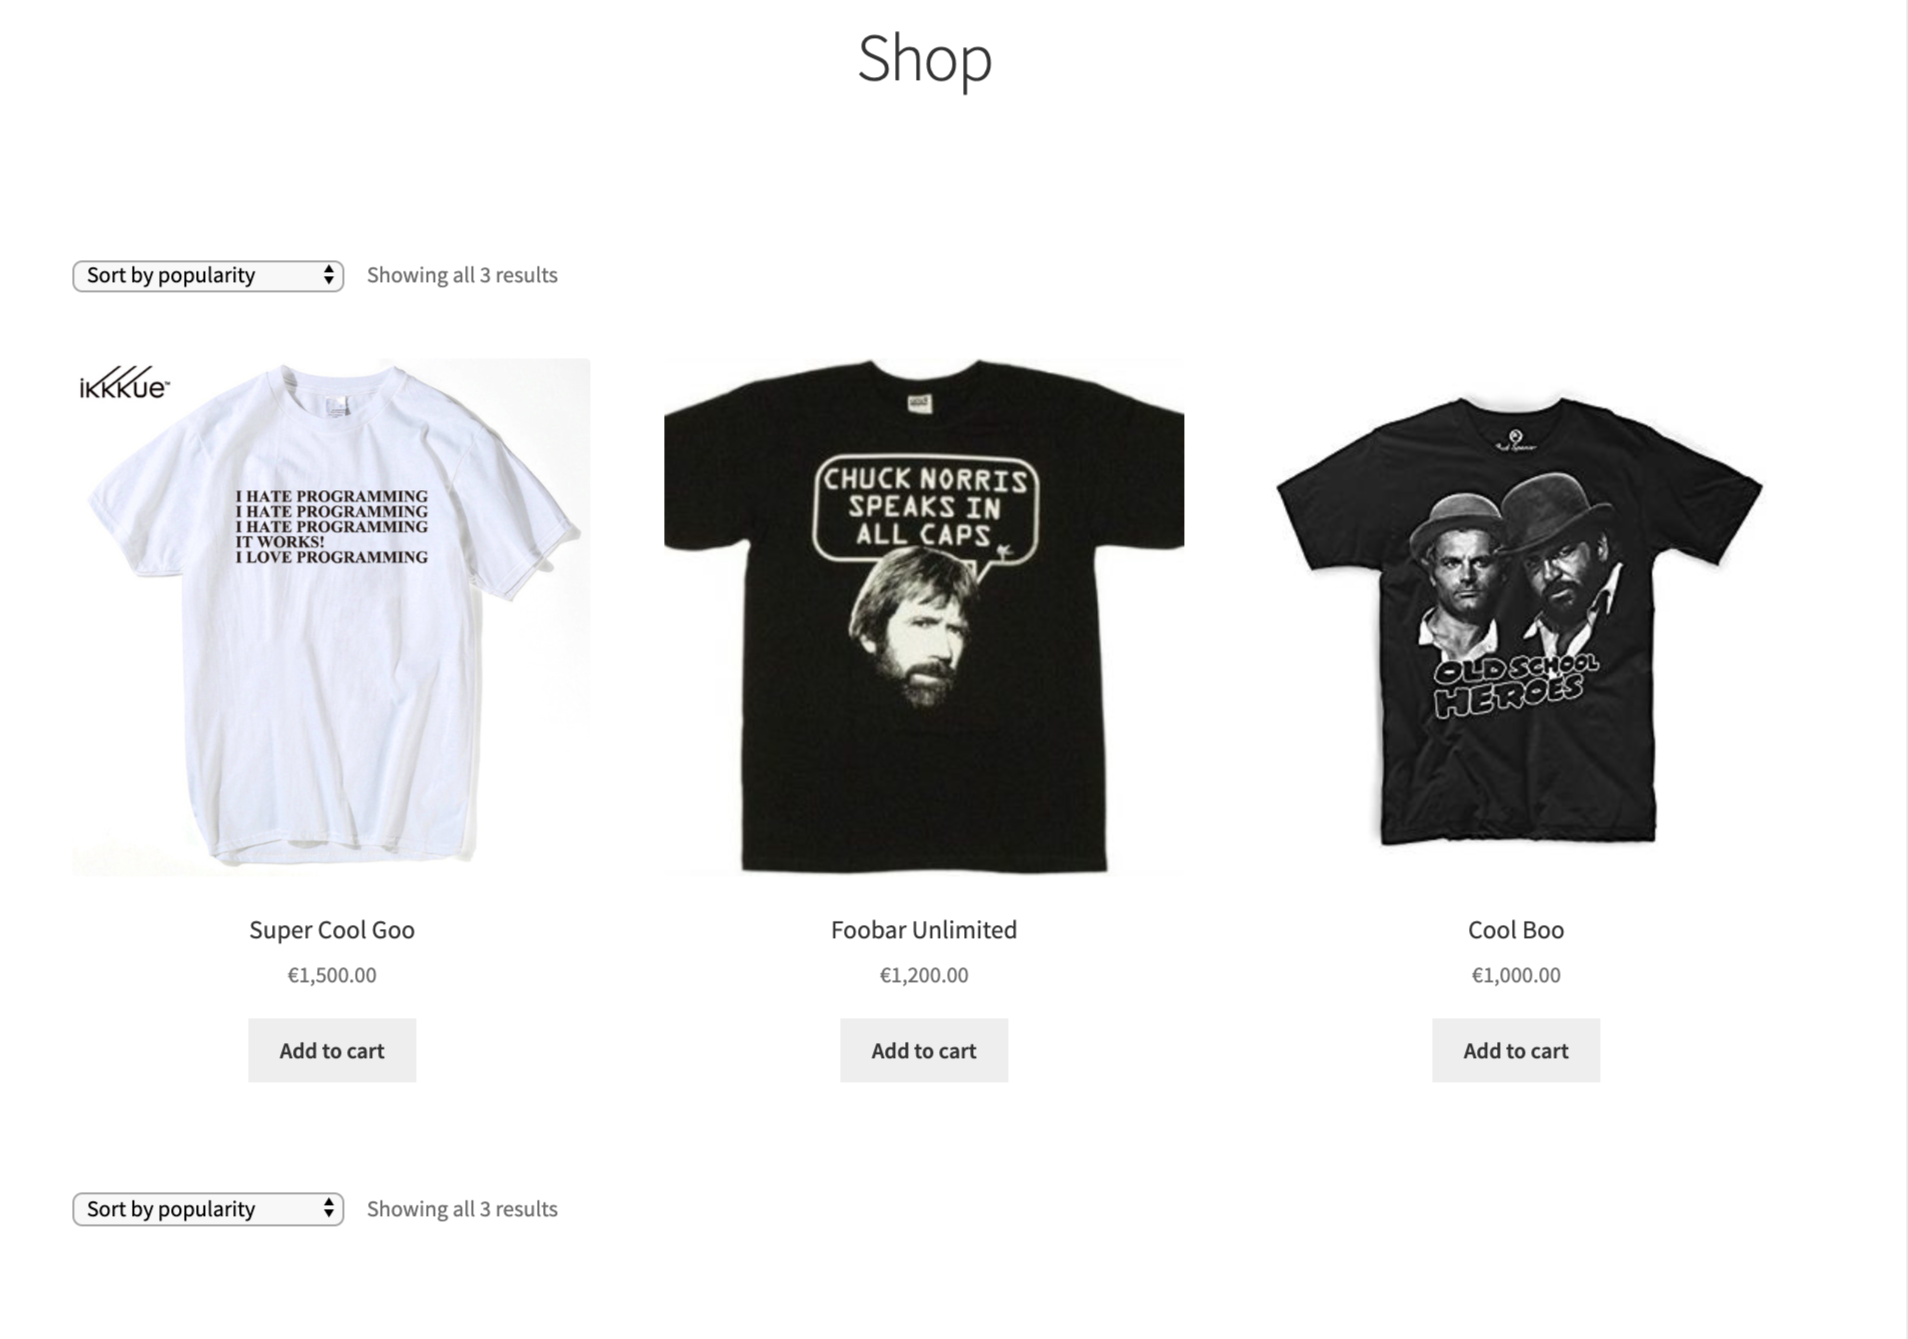 Shop
Sort by popularity
Showing all 3 results
iKKKUe™
I HATE PROGRAMMING
I HATE PROGRAMMING
I HATE PROGRAMMING
IT WORKS!
I LOVE PROGRAMMING
CHUCK NORRIS
SPEAKS IN
ALL CAPS
OLD SCHOOL
HEROES
Super Cool Goo
€1,500.00
Add to cart
Foobar Unlimited
€1,200.00
Add to cart
Cool Boo
€1,000.00
Add to cart
Sort by popularity
Showing all 3 results